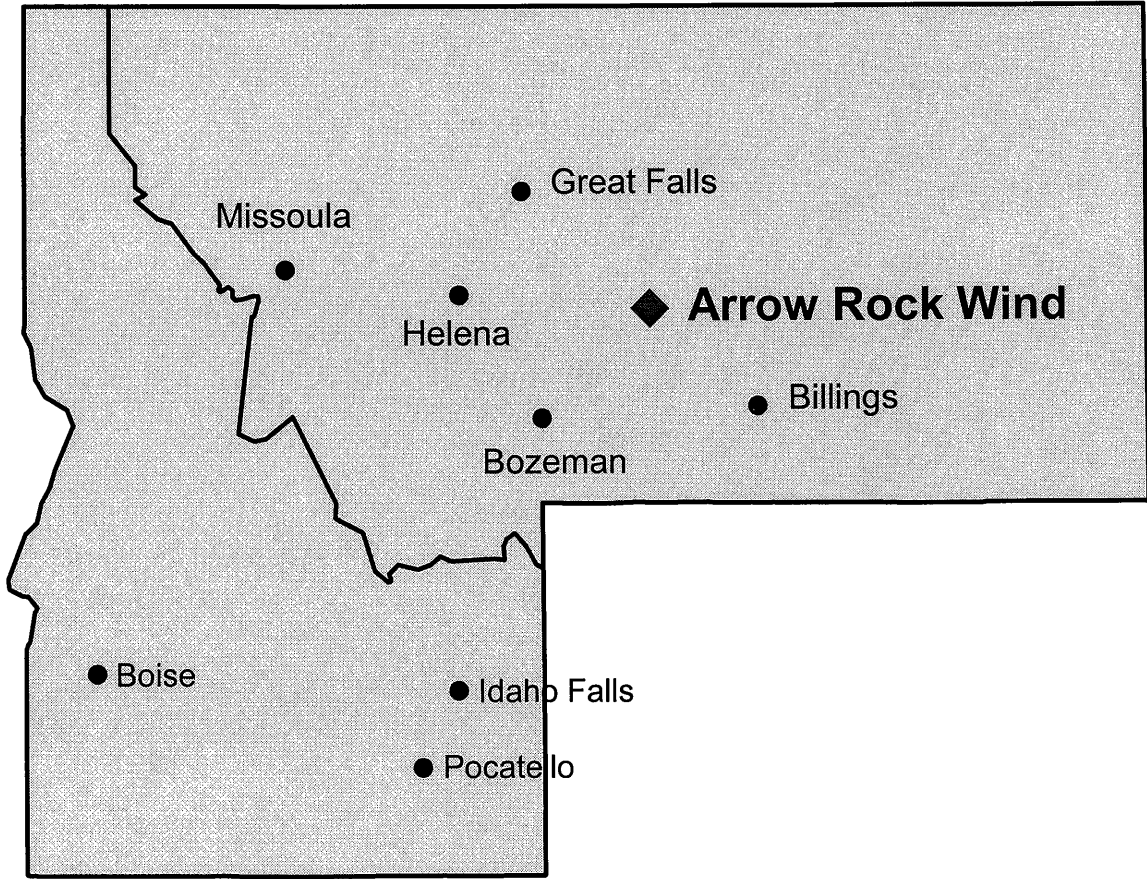 Great Falls
Missoula
Arrow Rock Wind
Helena
Billings
Bozeman
Boise
Idaho Falls
Pocatello